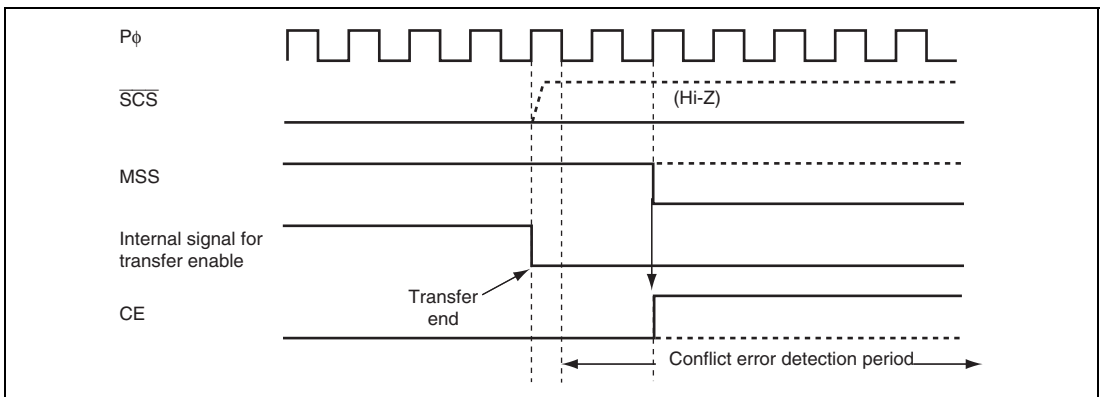 Pφ
SCS
(Hi-Z)
MSS
Internal signal for
transfer enable
Transfer
end
CE
Conflict error detection period